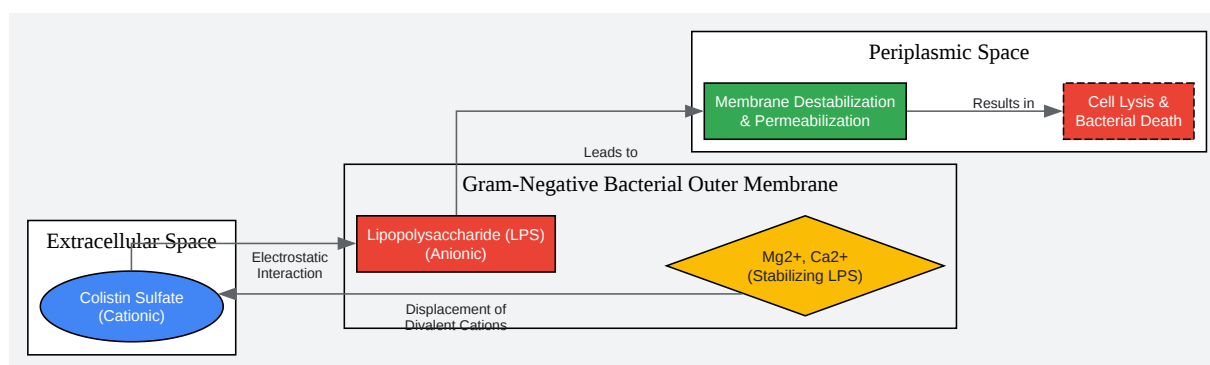 Periplasmic Space
Membrane Destabilization
& Permeabilization
Results in
Cell Lysis &
Bacterial Death
Leads to
Gram-Negative Bacterial Outer Membrane
Extracellular Space
Electrostatic
Interaction
Lipopolysaccharide (LPS)
(Anionic)
Mg2+, Ca2+
(Stabilizing LPS)
Colistin Sulfate
(Cationic)
Displacement of
Divalent Cations